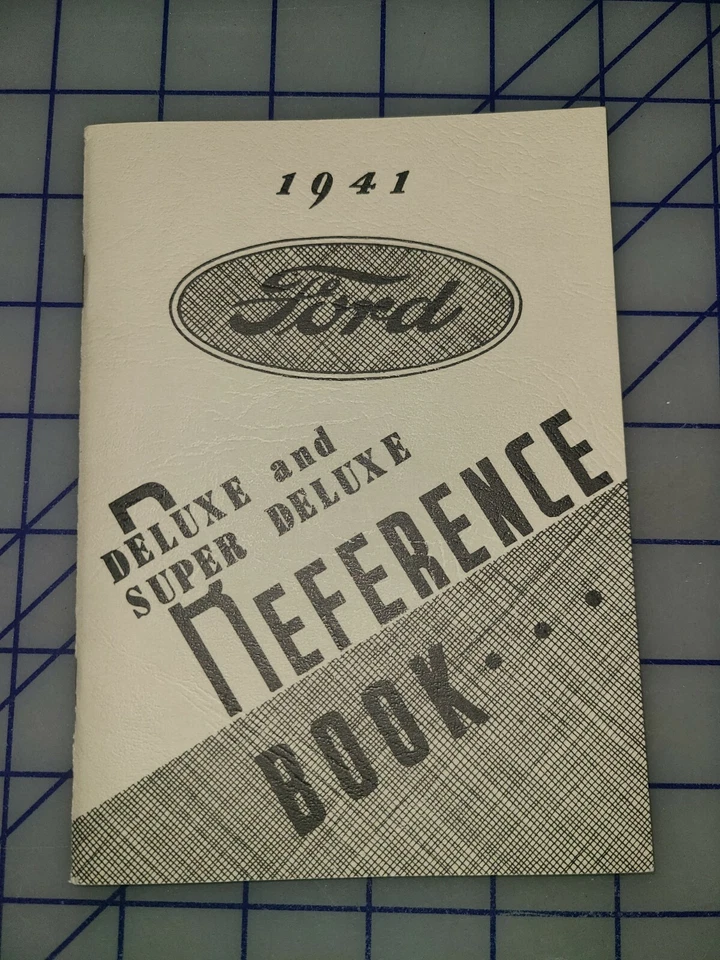 1941
Ford
DELUXE and
SUPER DELUXE
REFERENCE
BOOK...